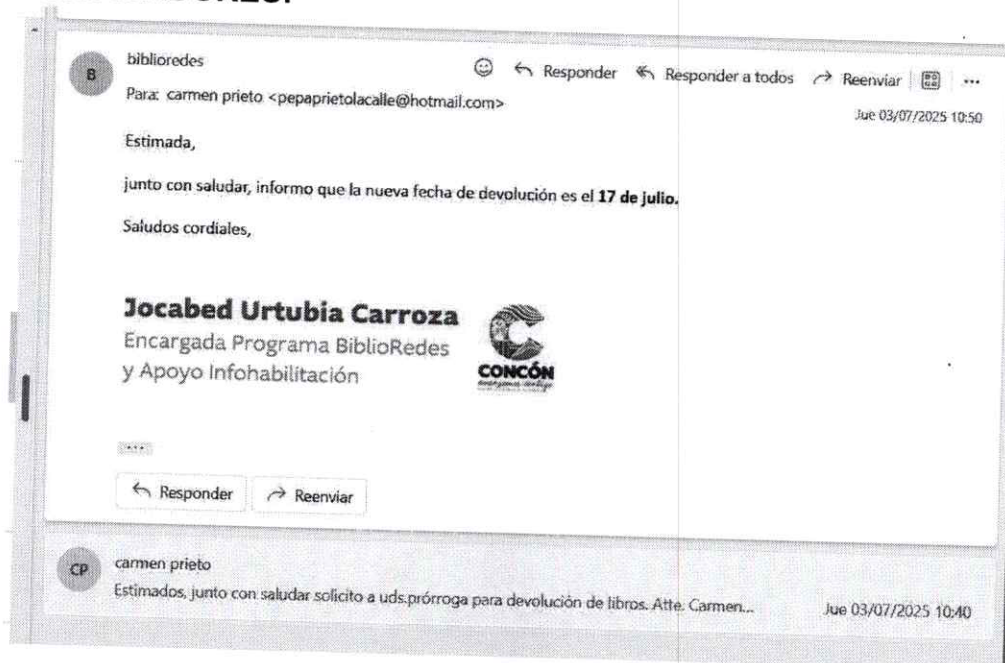 biblioredes
B
Responder Responder a todos Reenviar
Para: carmen prieto <pepaprietolacalle@hotmail.com>
Jue 03/07/2025 10:50
Estimada,
junto con saludar, informo que la nueva fecha de devolución es el 17 de julio.
Saludos cordiales,
Jocabed Urtubia Carroza
Encargada Programa BiblioRedes
y Apoyo Infohabilitación
C
CONCÓN
Responder Reenviar
CP
carmen prieto
Estimados, junto con saludar solicito a uds.prórroga para devolución de libros. Atte. Carmen...
Jue 03/07/2025 10:40